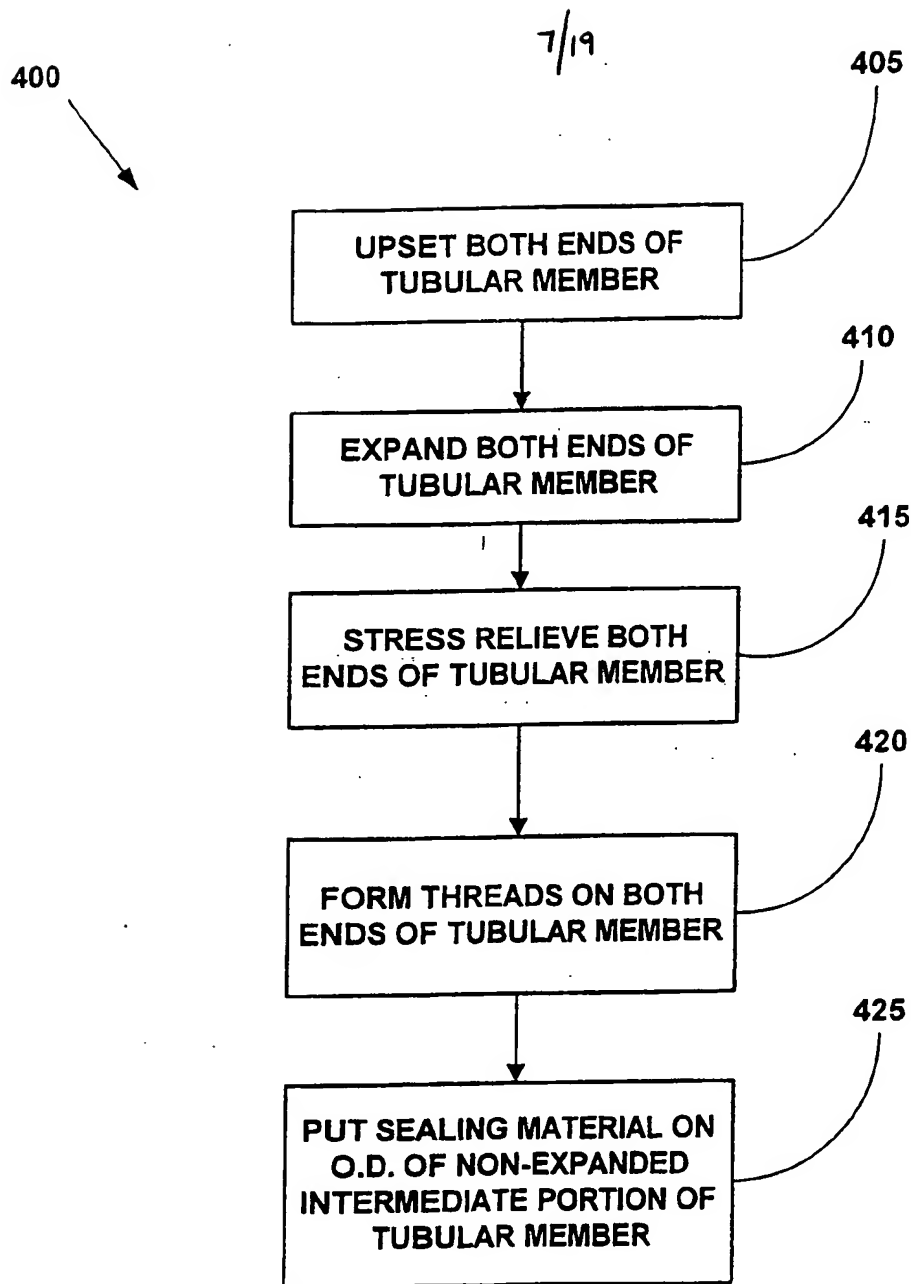 7/19
400
405
UPSET BOTH ENDS OF
TUBULAR MEMBER
410
EXPAND BOTH ENDS OF
TUBULAR MEMBER
415
STRESS RELIEVE BOTH
ENDS OF TUBULAR MEMBER
420
FORM THREADS ON BOTH
ENDS OF TUBULAR MEMBER
425
PUT SEALING MATERIAL ON
O.D. OF NON-EXPANDED
INTERMEDIATE PORTION OF
TUBULAR MEMBER